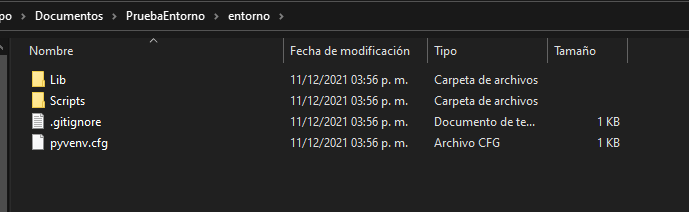 po > Documentos > PruebaEntorno > entorno >
Nombre Fecha de modificación Tipo Tamaño
Lib 11/12/2021 03:56 p. m. Carpeta de archivos
Scripts 11/12/2021 03:56 p. m. Carpeta de archivos
.gitignore 11/12/2021 03:56 p. m. Documento de te... 1 KB
pyvenv.cfg 11/12/2021 03:56 p. m. Archivo CFG 1 KB